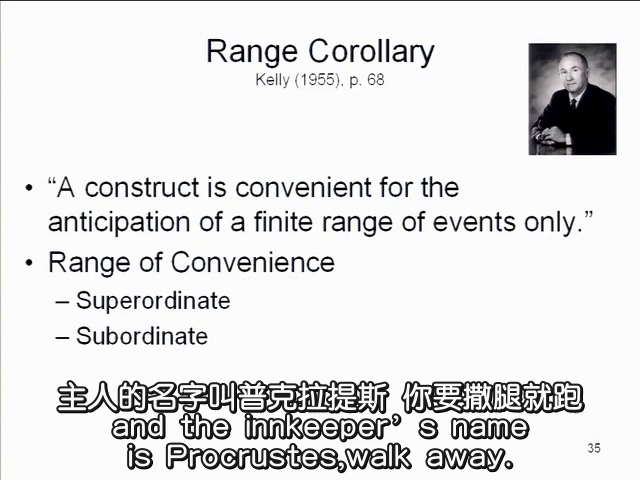 Range Corollary
Kelly (1955), p. 68
• “A construct is convenient for the
anticipation of a finite range of events only.”
• Range of Convenience
– Superordinate
– Subordinate
主人的名字叫普克拉提斯 你要撒腿就跑
and the innkeeper’s name
is Procrustes,walk away.
35